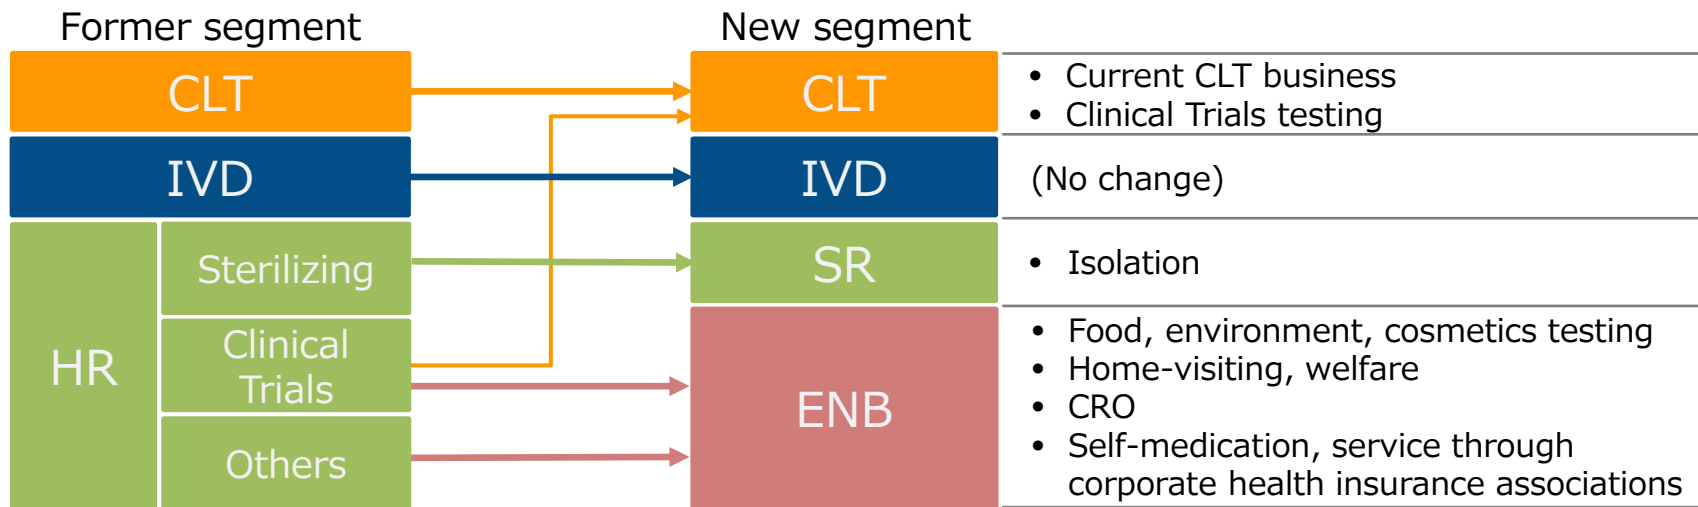 Former segment
New segment
CLT
CLT
• Current CLT business
• Clinical Trials testing
IVD
IVD
(No change)
HR
Sterilizing
SR
• Isolation
Clinical
Trials
Others
ENB
• Food, environment, cosmetics testing
• Home-visiting, welfare
• CRO
• Self-medication, service through
corporate health insurance associations